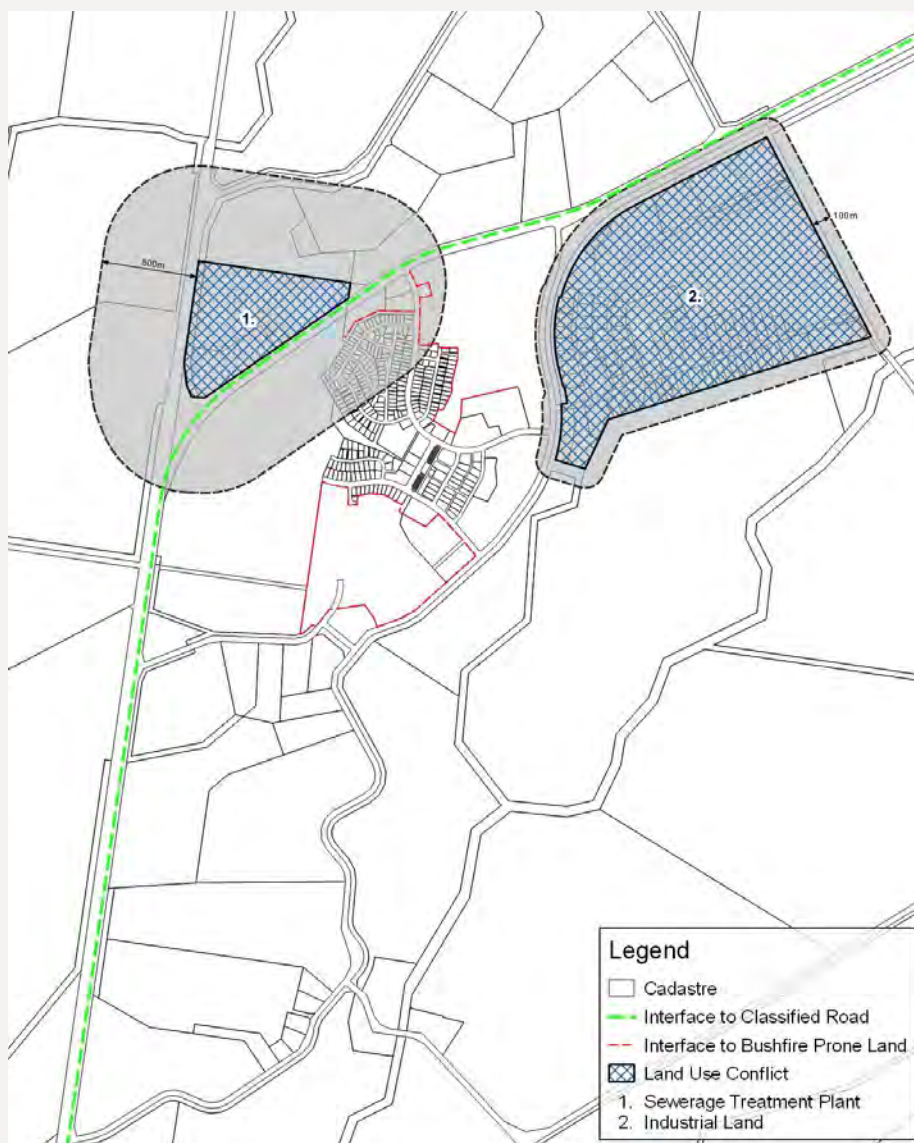 500m
100m
1.
2.
Legend
Cadastre
Interface to Classified Road
Interface to Bushfire Prone Land
Land Use Conflict
1. Sewerage Treatment Plant
2. Industrial Land